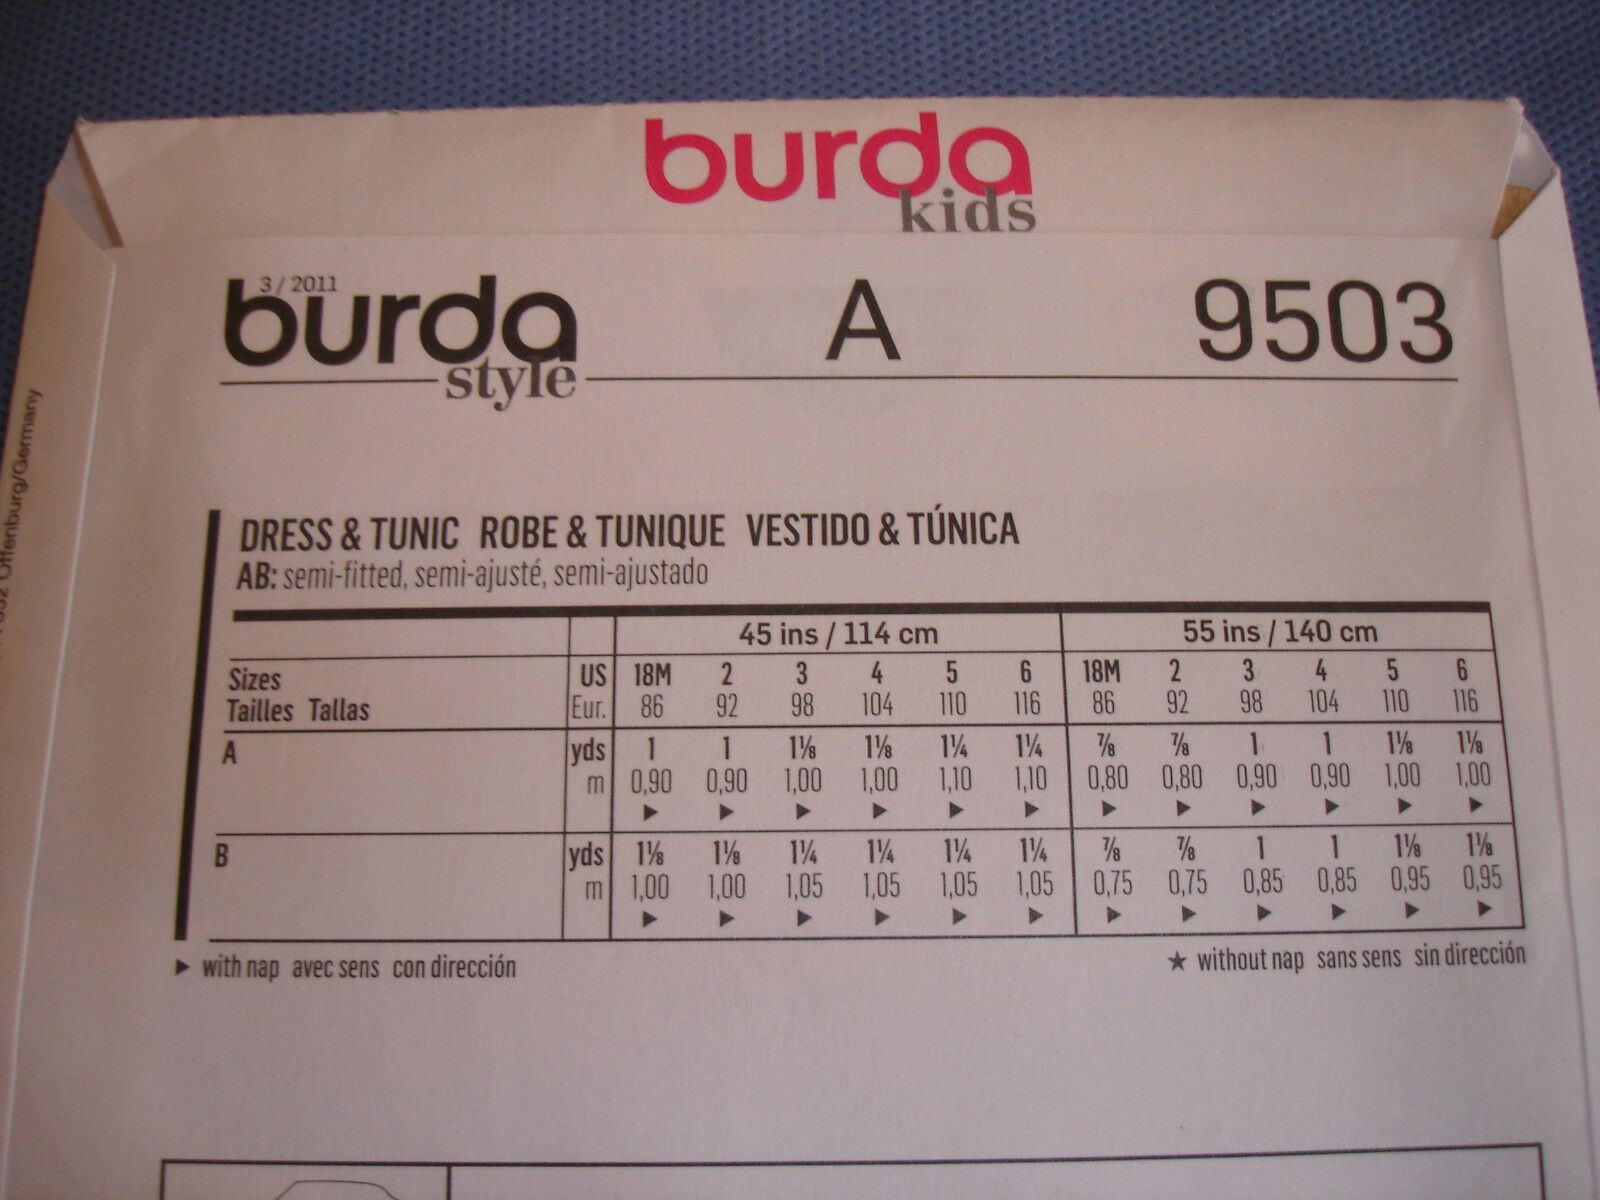 burda
kids
3/2011
burda
style
A
9503
Offenburg/Germany
DRESS & TUNIC ROBE & TUNIQUE VESTIDO & TÚNICA
AB: semi-fitted, semi-ajusté, semi-ajustado
45 ins / 114 cm 55 ins / 140 cm
Sizes US 18M 2 3 4 5 6 18M 2 3 4 5 6
Tailles Tallas Eur. 86 92 98 104 110 116 86 92 98 104 110 116
A yds 1 1 1⅛ 1⅛ 1¼ 1¼ ⅞ ⅞ 1 1 1⅛ 1⅛
m 0,90 0,90 1,00 1,00 1,10 1,10 0,80 0,80 0,90 0,90 1,00 1,00
► ► ► ► ► ► ► ► ► ► ► ►
B yds 1⅛ 1⅛ 1¼ 1¼ 1¼ 1¼ ⅞ ⅞ 1 1 1⅛ 1⅛
m 1,00 1,00 1,05 1,05 1,05 1,05 0,75 0,75 0,85 0,85 0,95 0,95
► ► ► ► ► ► ► ► ► ► ► ►
► with nap avec sens con dirección ★ without nap sans sens sin dirección